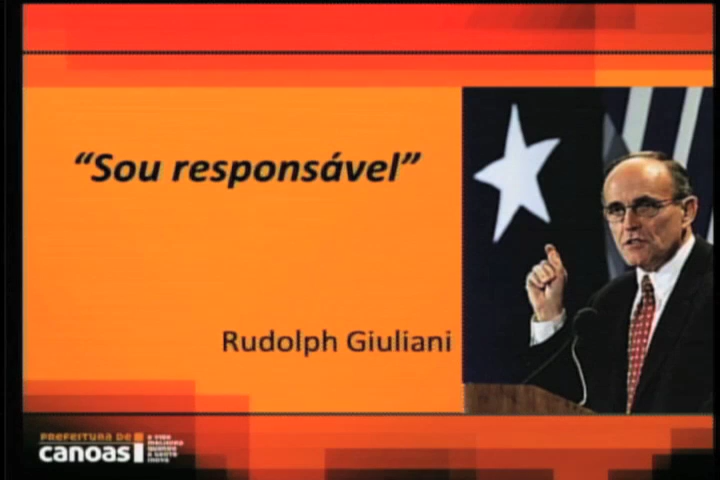 “Sou responsável”
Rudolph Giuliani
PREFEITURA DE
canoas